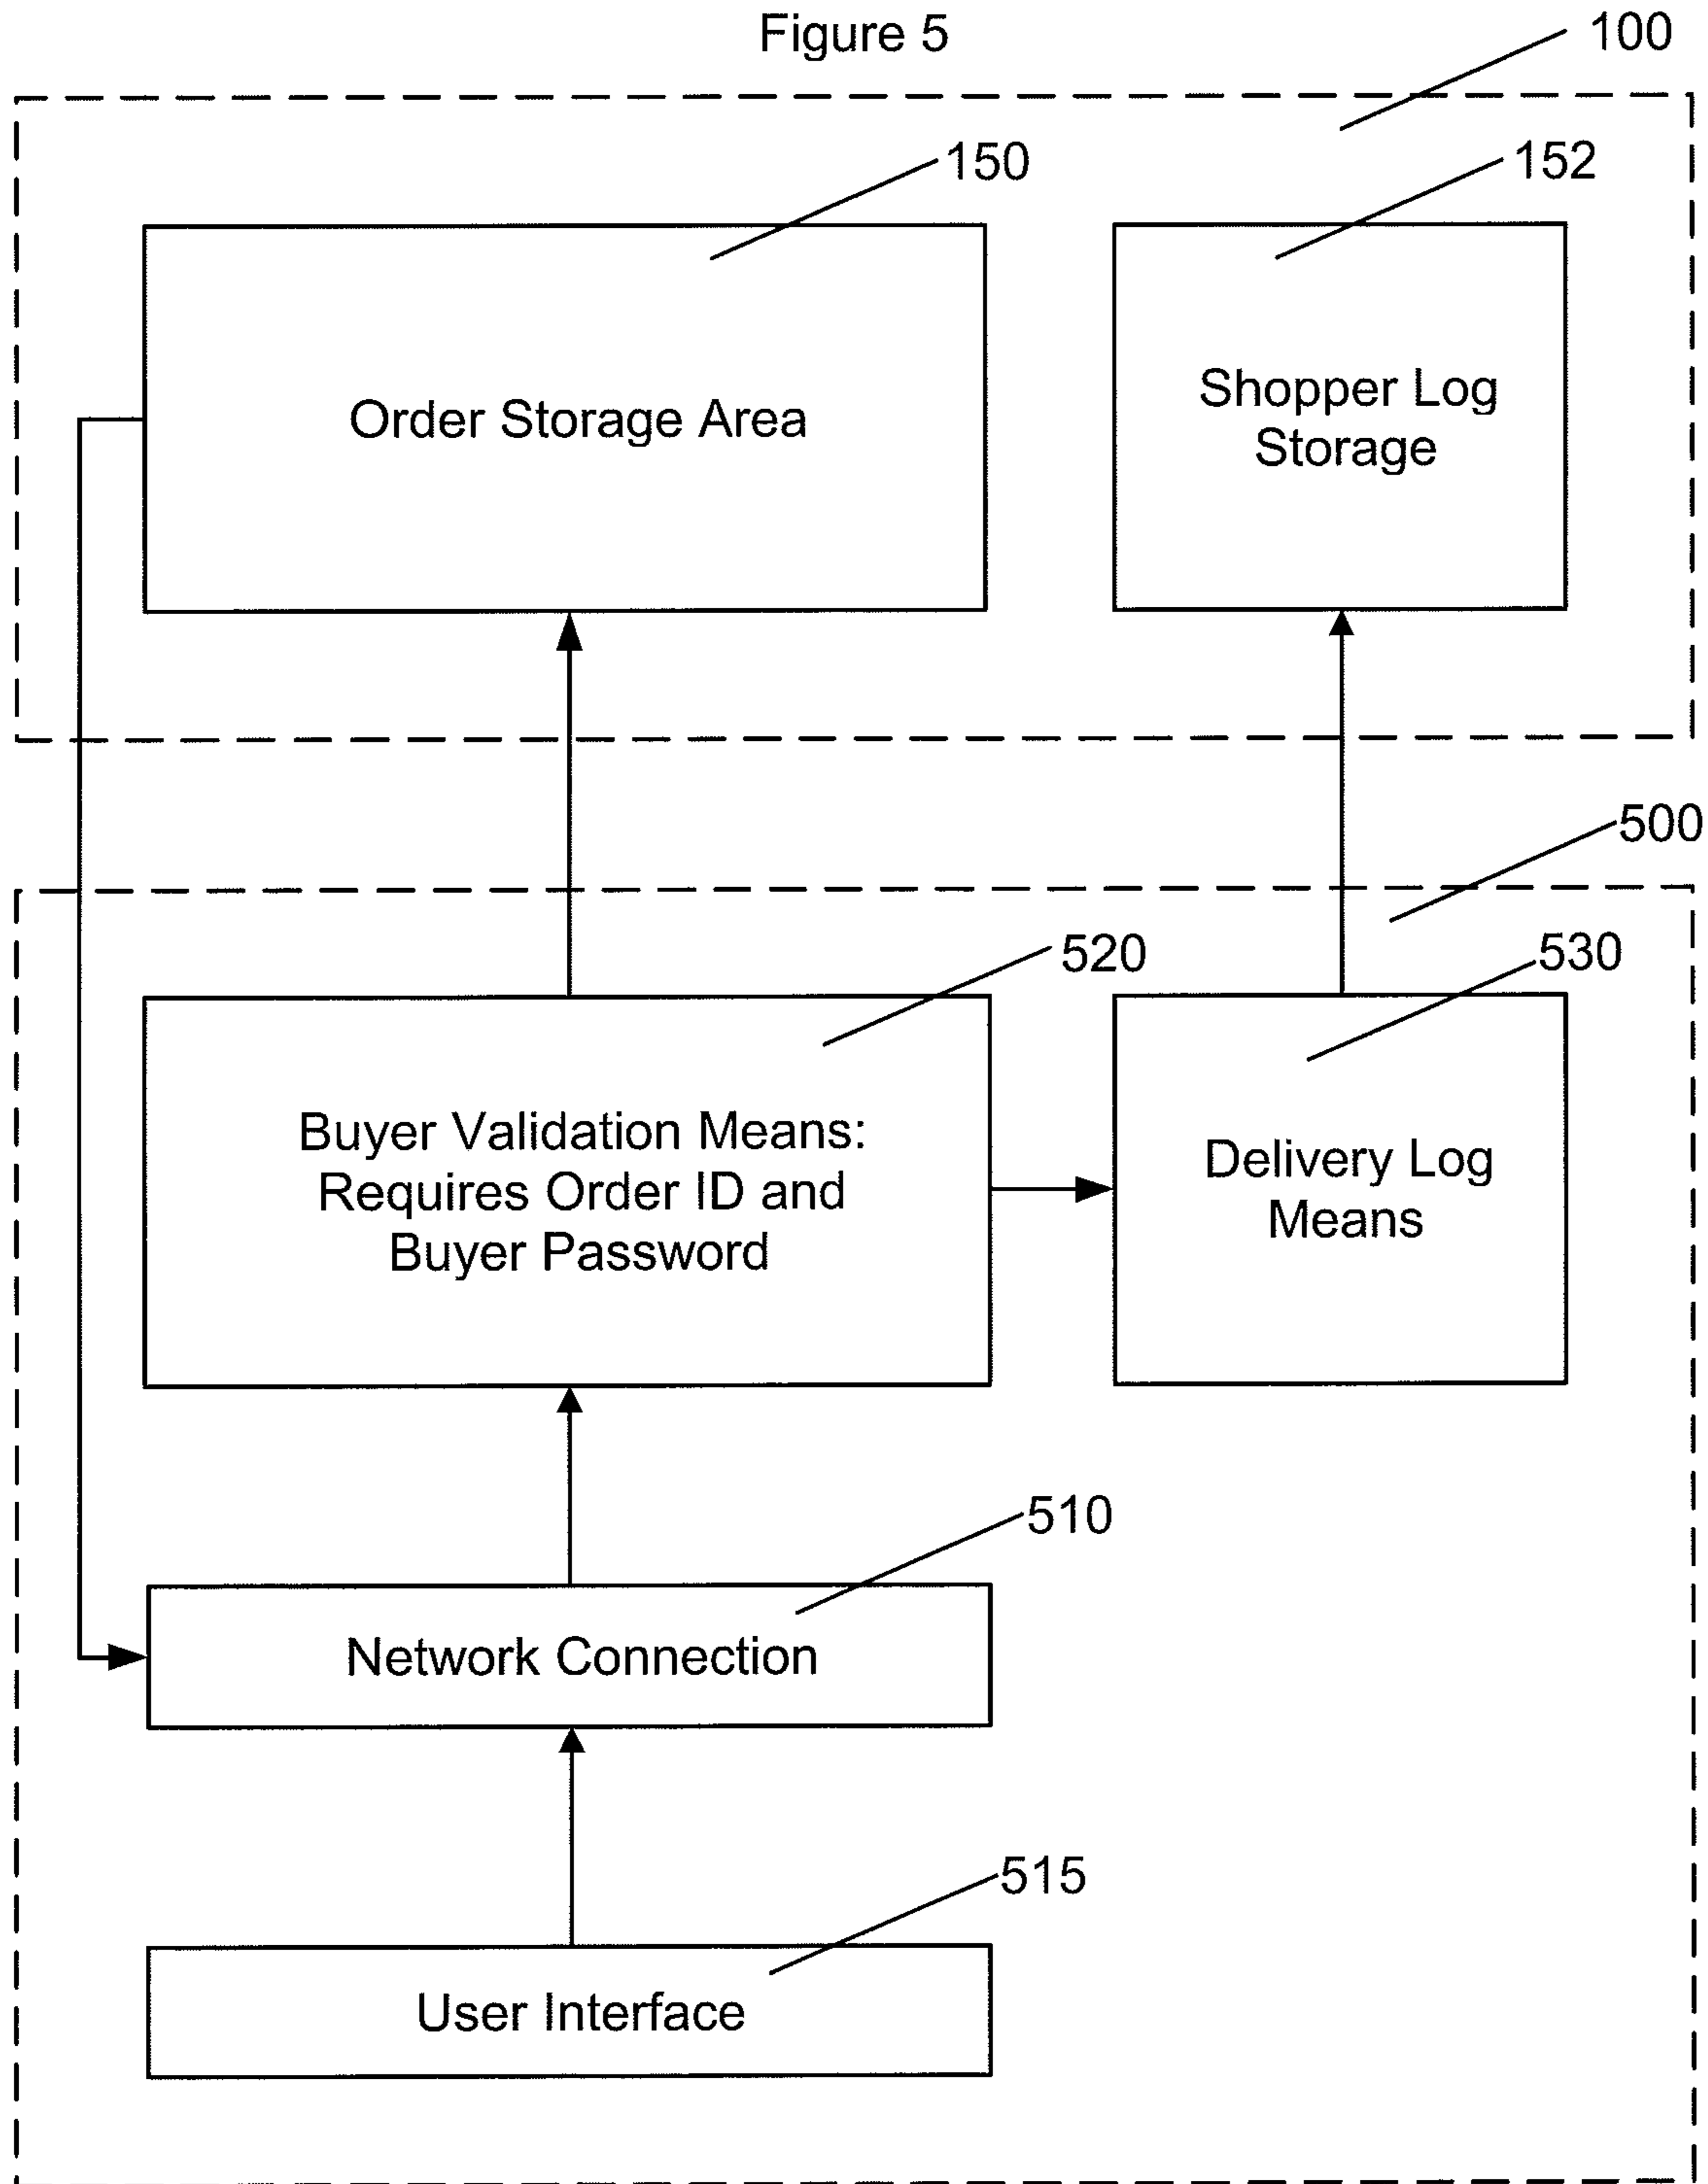 Figure 5
100
150
152
Order Storage Area
Shopper Log
Storage
500
520
530
Buyer Validation Means:
Requires Order ID and
Buyer Password
Delivery Log
Means
510
Network Connection
515
User Interface